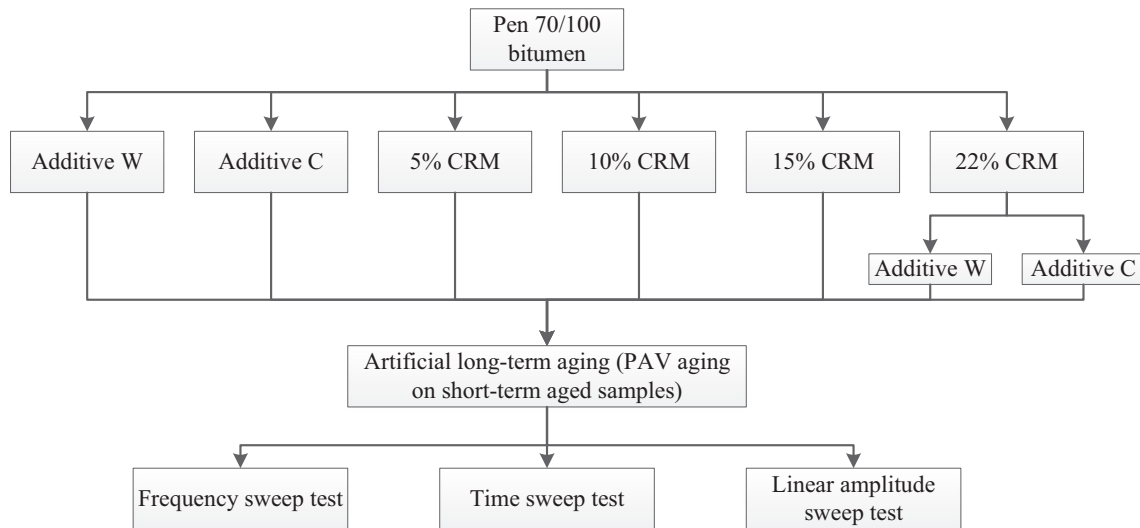 Pen 70/100
bitumen
Additive W
Additive C
5% CRM
10% CRM
15% CRM
22% CRM
Additive W
Additive C
Artificial long-term aging (PAV aging
on short-term aged samples)
Frequency sweep test
Time sweep test
Linear amplitude
sweep test